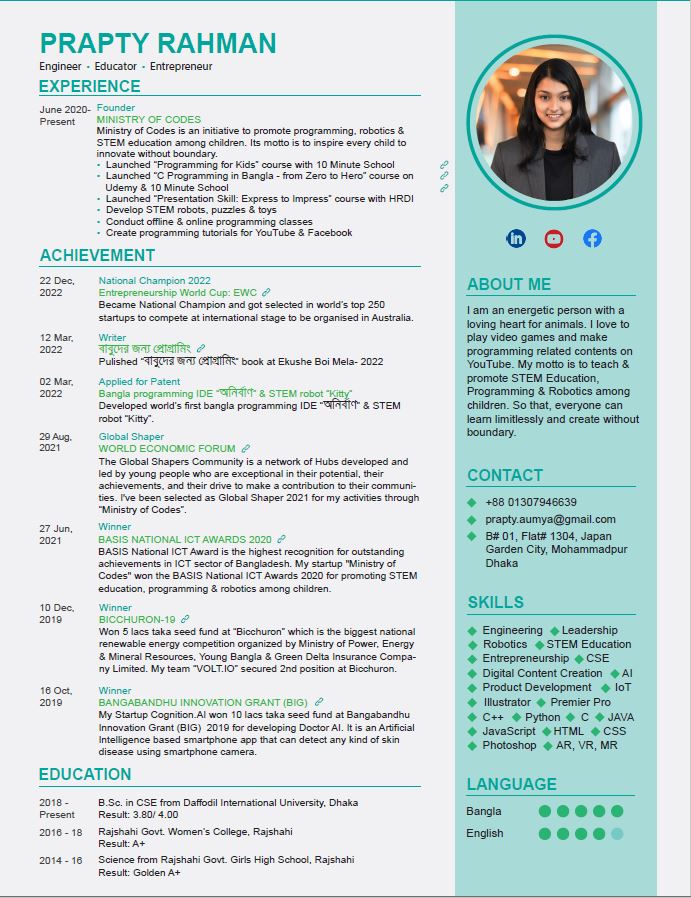 PRAPTY RAHMAN
Engineer • Educator • Entrepreneur
EXPERIENCE
June 2020-
Present
Founder
MINISTRY OF CODES
Ministry of Codes is an initiative to promote programming, robotics &
STEM education among children. Its motto is to inspire every child to
innovate without boundary.
• Launched “Programming for Kids” course with 10 Minute School
• Launched “C Programming in Bangla - from Zero to Hero” course on
Udemy & 10 Minute School
• Launched “Presentation Skill: Express to Impress” course with HRDI
• Develop STEM robots, puzzles & toys
• Conduct offline & online programming classes
• Create programming tutorials for YouTube & Facebook
ACHIEVEMENT
22 Dec,
2022
National Champion 2022
Entrepreneurship World Cup: EWC
Became National Champion and got selected in world’s top 250
startups to compete at international stage to be organised in Australia.
12 Mar,
2022
Writer
বাবুদের জন্য প্রোগ্রামিং
Pulished “বাবুদের জন্য প্রোগ্রামিং” book at Ekushe Boi Mela- 2022
02 Mar,
2022
Applied for Patent
Bangla programming IDE “অনির্বাণ” & STEM robot “Kitty”
Developed world’s first bangla programming IDE “অনির্বাণ” & STEM
robot “Kitty”.
29 Aug,
2021
Global Shaper
WORLD ECONOMIC FORUM
The Global Shapers Community is a network of Hubs developed and
led by young people who are exceptional in their potential, their
achievements, and their drive to make a contribution to their communi-
ties. I've been selected as Global Shaper 2021 for my activities through
“Ministry of Codes”.
27 Jun,
2021
Winner
BASIS NATIONAL ICT AWARDS 2020
BASIS National ICT Award is the highest recognition for outstanding
achievements in ICT sector of Bangladesh. My startup "Ministry of
Codes" won the BASIS National ICT Awards 2020 for promoting STEM
education, programming & robotics among children.
10 Dec,
2019
Winner
BICCHURON-19
Won 5 lacs taka seed fund at “Bicchuron” which is the biggest national
renewable energy competition organized by Ministry of Power, Energy
& Mineral Resources, Young Bangla & Green Delta Insurance Compa-
ny Limited. My team “VOLT.IO” secured 2nd position at Bicchuron.
16 Oct,
2019
Winner
BANGABANDHU INNOVATION GRANT (BIG)
My Startup Cognition.AI won 10 lacs taka seed fund at Bangabandhu
Innovation Grant (BIG) 2019 for developing Doctor AI. It is an Artificial
Intelligence based smartphone app that can detect any kind of skin
disease using smartphone camera.
EDUCATION
2018 -
Present
B.Sc. in CSE from Daffodil International University, Dhaka
Result: 3.80/ 4.00
2016 - 18
Rajshahi Govt. Women’s College, Rajshahi
Result: A+
2014 - 16
Science from Rajshahi Govt. Girls High School, Rajshahi
Result: Golden A+
in
ABOUT ME
I am an energetic person with a
loving heart for animals. I love to
play video games and make
programming related contents on
YouTube. My motto is to teach &
promote STEM Education,
Programming & Robotics among
children. So that, everyone can
learn limitlessly and create without
boundary.
CONTACT
+88 01307946639
prapty.aumya@gmail.com
B# 01, Flat# 1304, Japan
Garden City, Mohammadpur
Dhaka
SKILLS
Engineering Leadership
Robotics STEM Education
Entrepreneurship CSE
Digital Content Creation AI
Product Development IoT
Illustrator Premier Pro
C++ Python C JAVA
JavaScript HTML CSS
Photoshop AR, VR, MR
LANGUAGE
Bangla
English